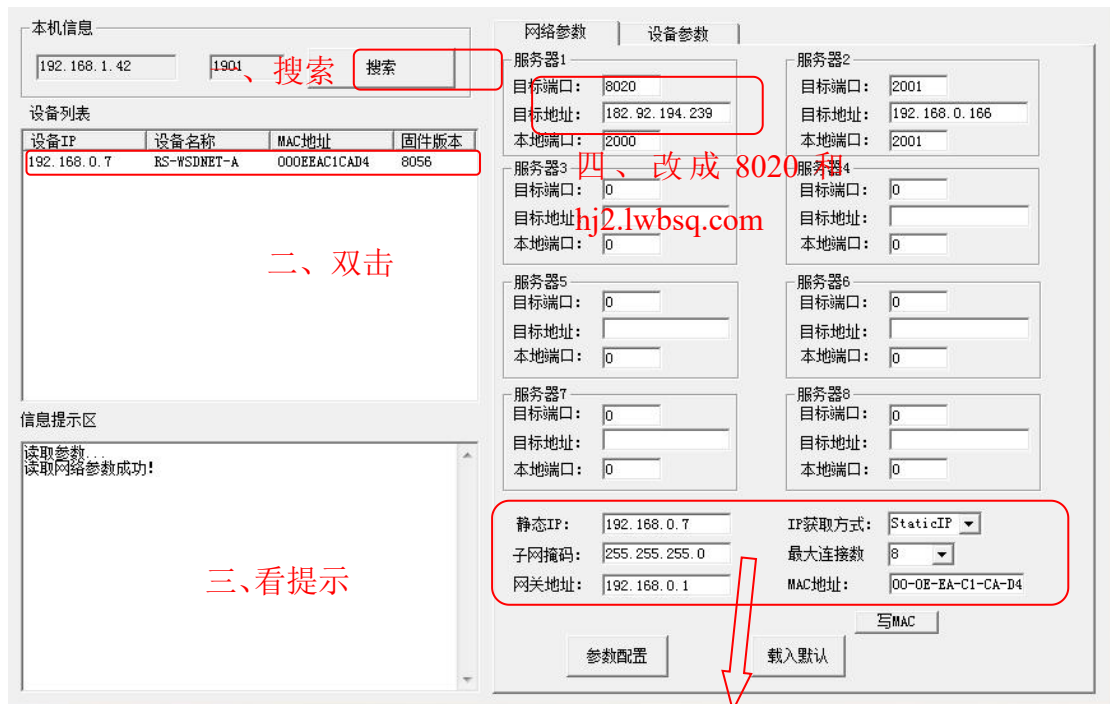 本机信息
192.168.1.42 1901 一、搜索 搜索
设备列表
设备IP 设备名称 MAC地址 固件版本
192.168.0.7 RS-WSDNET-A 000EEAC1CAD4 8056
二、双击
信息提示区
读取参数...
读取网络参数成功!
三、看提示
网络参数 设备参数
服务器1
目标端口: 8020
目标地址: 182.92.194.239
本地端口: 2000
服务器2
目标端口: 2001
目标地址: 192.168.0.166
本地端口: 2001
四、改成 8020 和
hj2.lwbsq.com
服务器3
目标端口: 0
目标地址:
本地端口: 0
服务器4
目标端口: 0
目标地址:
本地端口: 0
服务器5
目标端口: 0
目标地址:
本地端口: 0
服务器6
目标端口: 0
目标地址:
本地端口: 0
服务器7
目标端口: 0
目标地址:
本地端口: 0
服务器8
目标端口: 0
目标地址:
本地端口: 0
静态IP: 192.168.0.7 IP获取方式: StaticIP
子网掩码: 255.255.255.0 最大连接数 8
网关地址: 192.168.0.1 MAC地址: 00-0E-EA-C1-CA-D4
写MAC
参数配置 载入默认